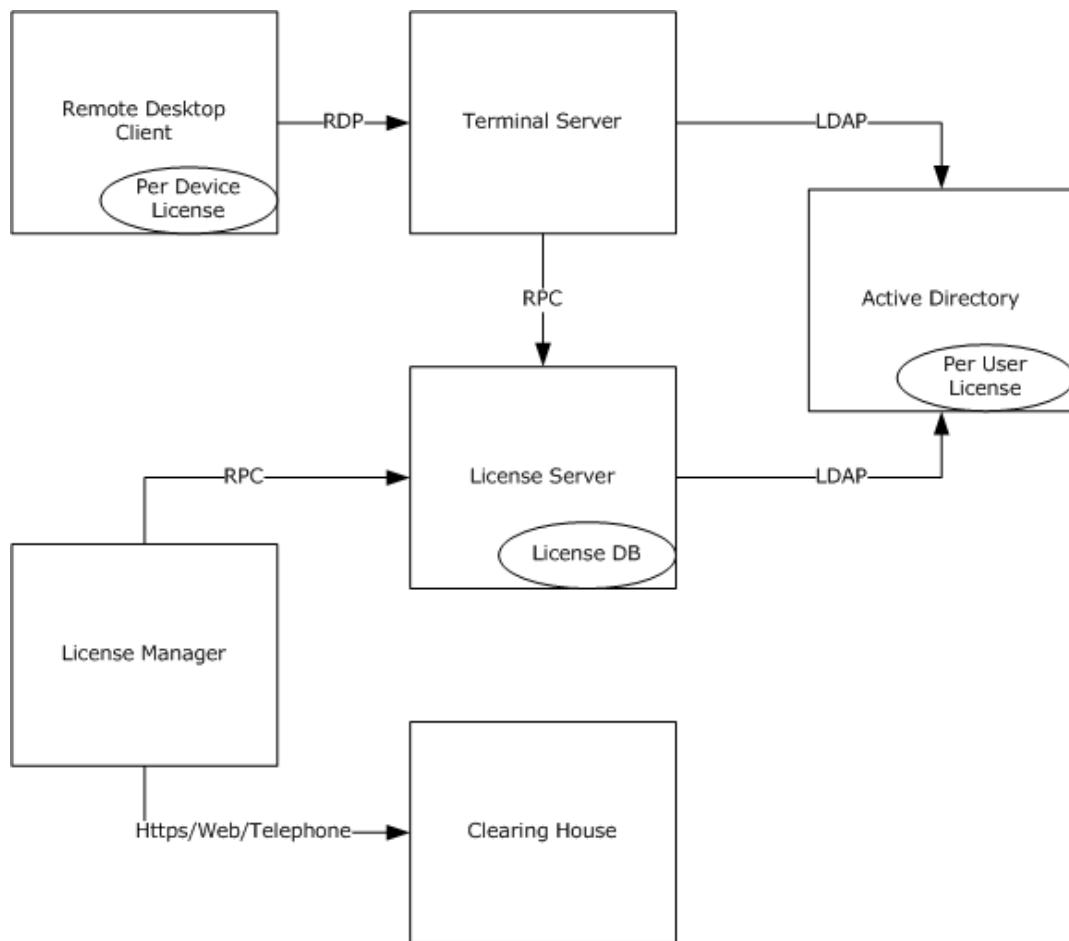 Remote Desktop
Client
Per Device
License
RDP
Terminal Server
LDAP
RPC
Active Directory
Per User
License
RPC
License Server
License DB
LDAP
License Manager
Https/Web/Telephone
Clearing House